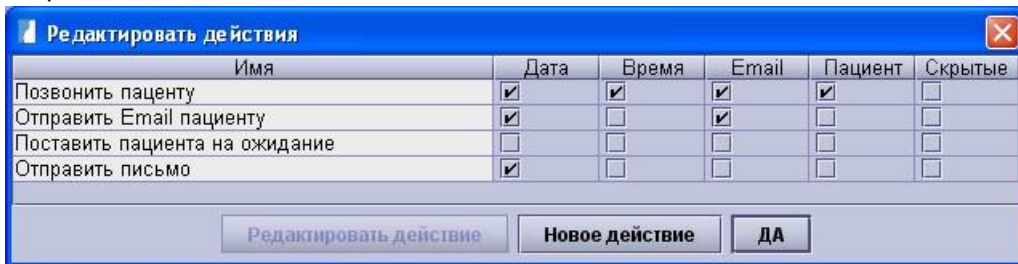 Редактировать действия
Имя Дата Время Email Пациент Скрытые
Позвонить паценту
Отправить Email пациенту
Поставить пациента на ожидание
Отправить письмо
Редактировать действие Новое действие ДА